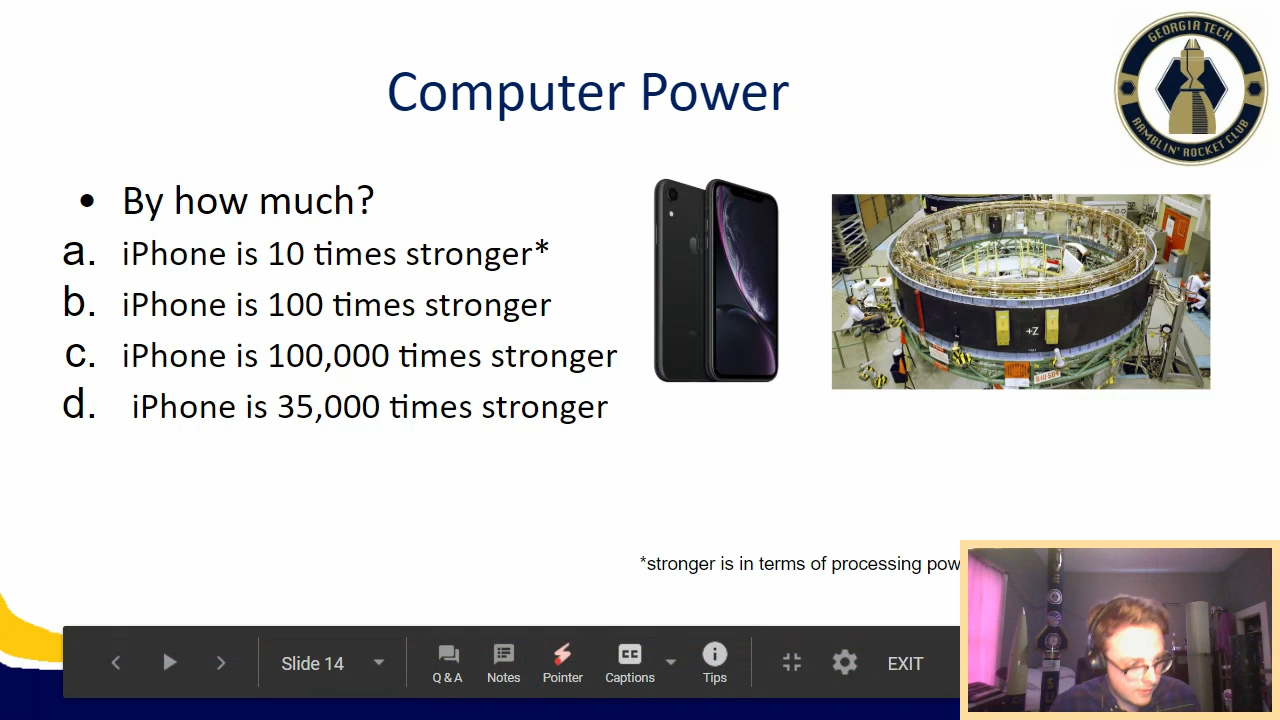 GEORGIA TECH
RAMBLIN' ROCKET CLUB
Computer Power
• By how much?
a. iPhone is 10 times stronger*
b. iPhone is 100 times stronger
c. iPhone is 100,000 times stronger
d. iPhone is 35,000 times stronger
+Z
*stronger is in terms of processing pow
Slide 14
Q & A
Notes
Pointer
CC
Captions
Tips
EXIT